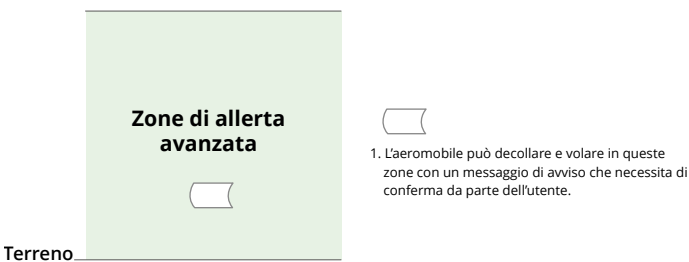 Zone di allerta
avanzata
Terreno
1. L'aeromobile può decollare e volare in queste
zone con un messaggio di avviso che necessita di
conferma da parte dell'utente.